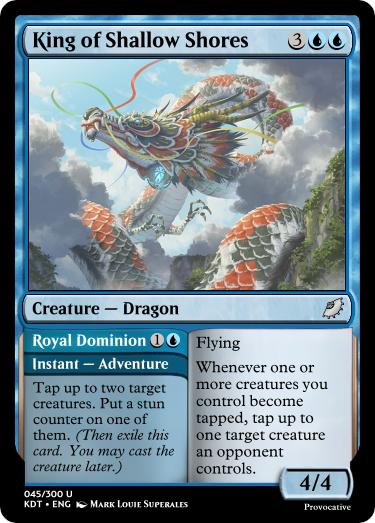 King of Shallow Shores 3
Creature — Dragon
Royal Dominion 1
Instant — Adventure
Tap up to two target
creatures. Put a stun
counter on one of
them. (Then exile this
card. You may cast the
creature later.)
Flying
Whenever one or
more creatures you
control become
tapped, tap up to
one target creature
an opponent
controls.
4/4
045/300 U
KDT • EN Mark Louie Superales
Provocative